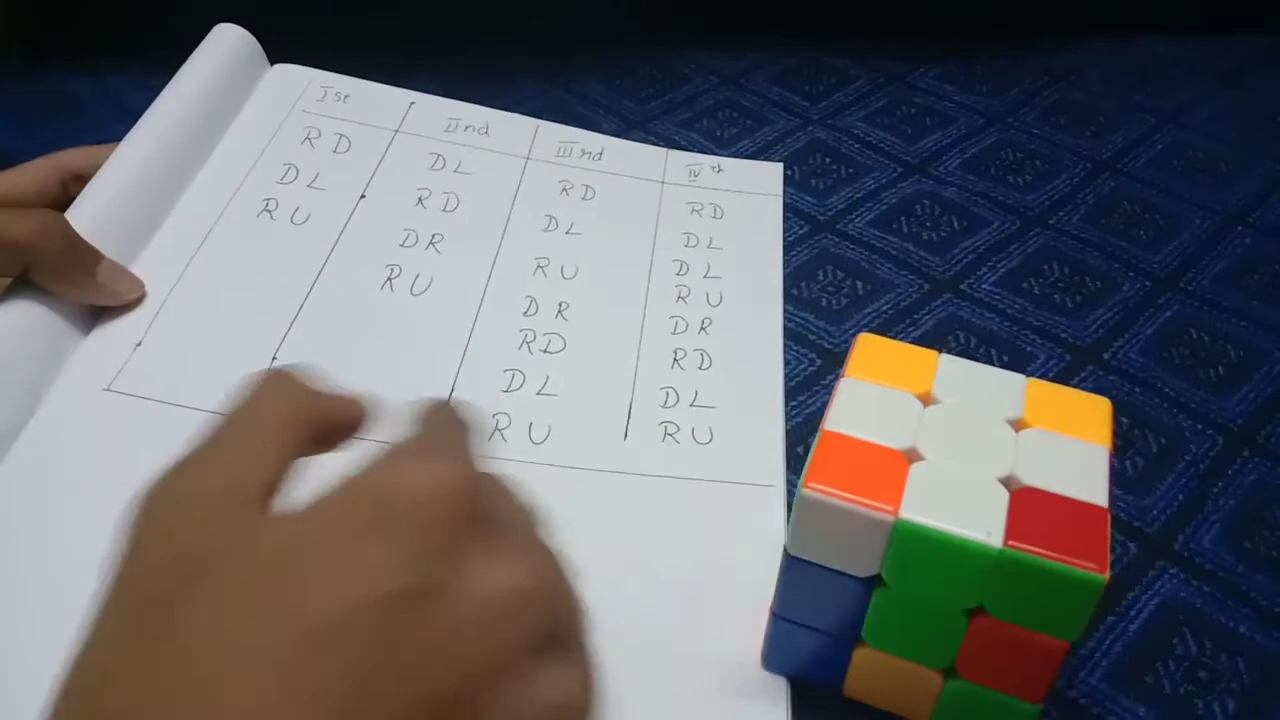 Ist IInd IIIrd IVth
RD DL RD RD
DL RD DL DL
RU DR RU DL
RU DR RU
RD DR
DL RD
RU DL
RU